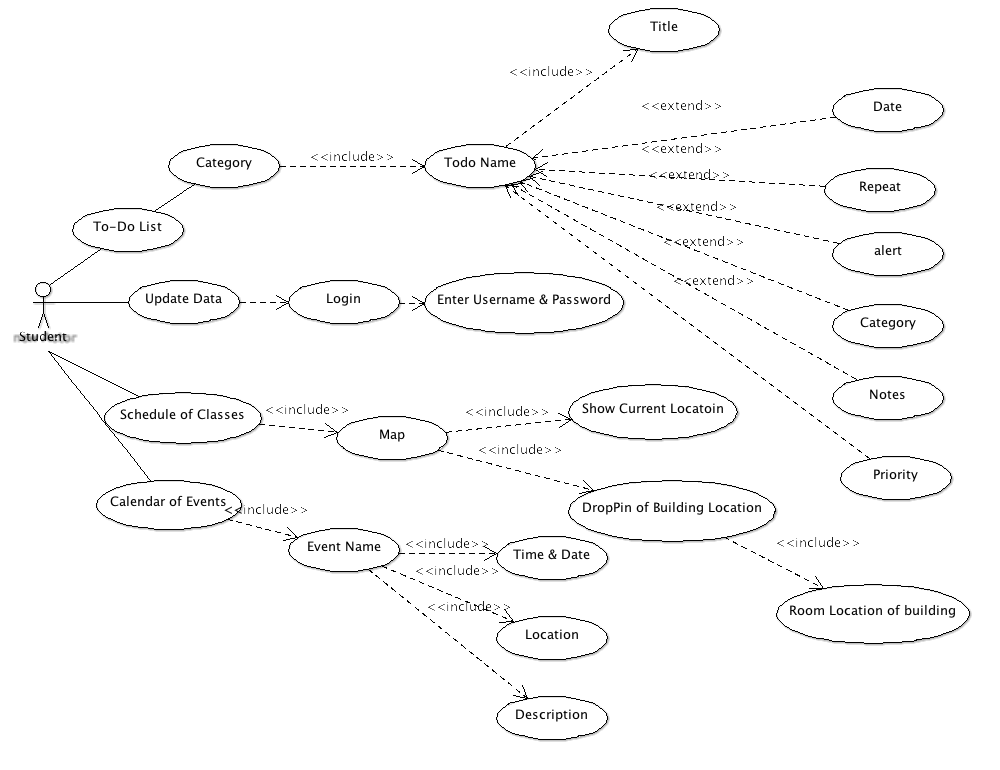 Title
<<include>>
<<extend>>
Date
<<extend>>
Category
<<include>>
Todo Name
<<extend>>
Repeat
<<extend>>
To-Do List
<<extend>>
alert
<<extend>>
Update Data
Login
Enter Username & Password
Category
Student
Notes
Schedule of Classes
<<include>>
Map
<<include>>
Show Current Locatoin
<<include>>
Priority
Calendar of Events
<<include>>
DropPin of Building Location
Event Name
<<include>>
Time & Date
<<include>>
<<include>>
<<include>>
Room Location of building
Location
Description